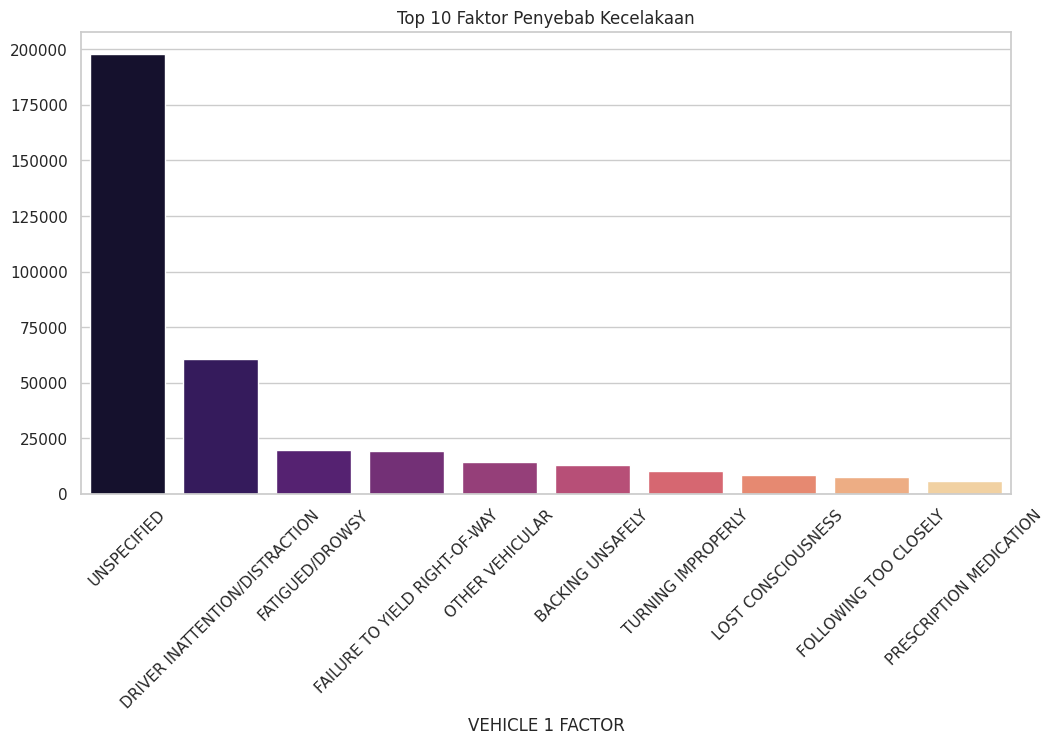 Top 10 Faktor Penyebab Kecelakaan
200000
175000
150000
125000
100000
75000
50000
25000
0
UNSPECIFIED
DRIVER INATTENTION/DISTRACTION
FATIGUED/DROWSY
FAILURE TO YIELD RIGHT-OF-WAY
OTHER VEHICULAR
BACKING UNSAFELY
TURNING IMPROPERLY
LOST CONSCIOUSNESS
FOLLOWING TOO CLOSELY
PRESCRIPTION MEDICATION
VEHICLE 1 FACTOR